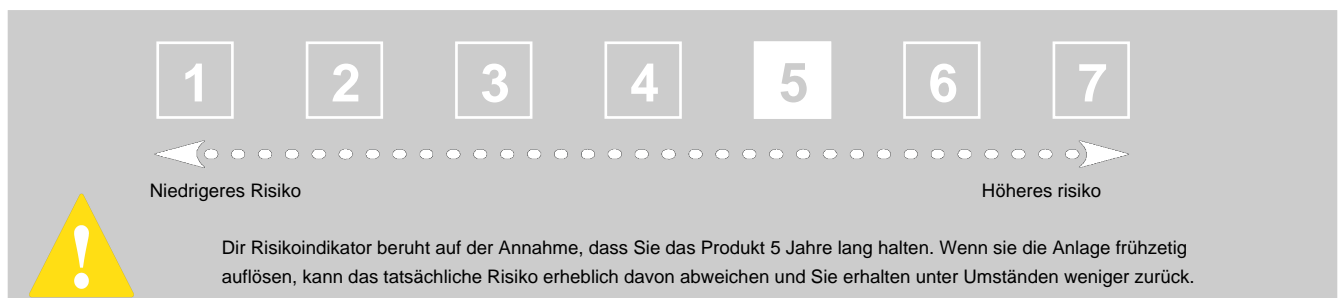 1 2 3 4 5 6 7
Niedrigeres Risiko Höheres risiko
!
Dir Risikoindikator beruht auf der Annahme, dass Sie das Produkt 5 Jahre lang halten. Wenn sie die Anlage frühzetig
auflösen, kann das tatsächliche Risiko erheblich davon abweichen und Sie erhalten unter Umständen weniger zurück.